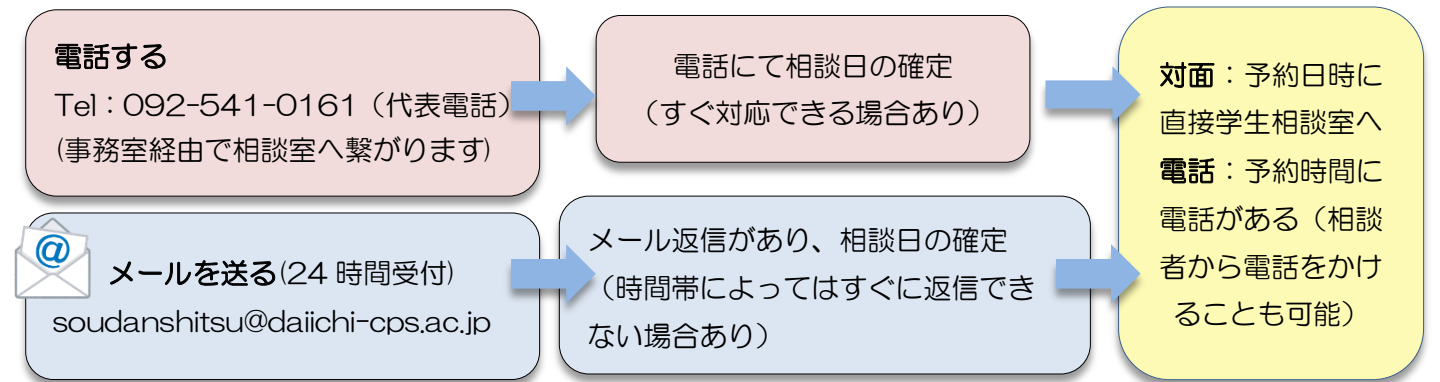 電話する
Tel：092-541-0161（代表電話）
(事務室経由で相談室へ繋がります)
電話にて相談日の確定
（すぐ対応できる場合あり）
@
メールを送る(24 時間受付)
soudanshitsu@daiichi-cps.ac.jp
メール返信があり、相談日の確定
（時間帯によってはすぐに返信でき
ない場合あり）
対面：予約日時に
直接学生相談室へ
電話：予約時間に
電話がある（相談
者から電話をかけ
ることも可能）